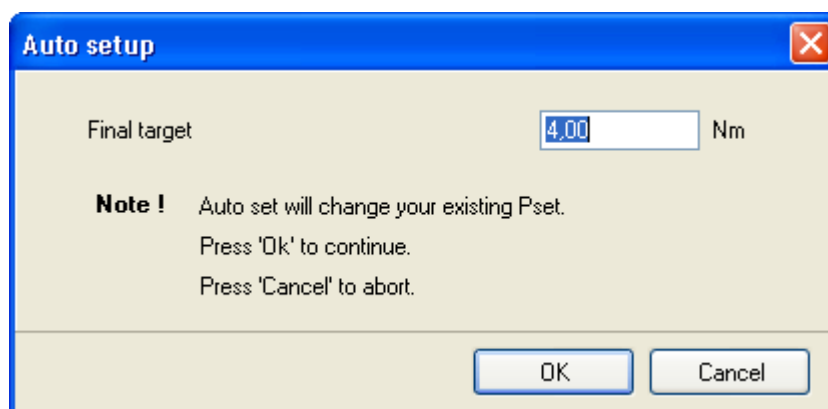 Auto setup
Final target 4,00 Nm
Note ! Auto set will change your existing Pset.
Press 'Ok' to continue.
Press 'Cancel' to abort.
OK Cancel